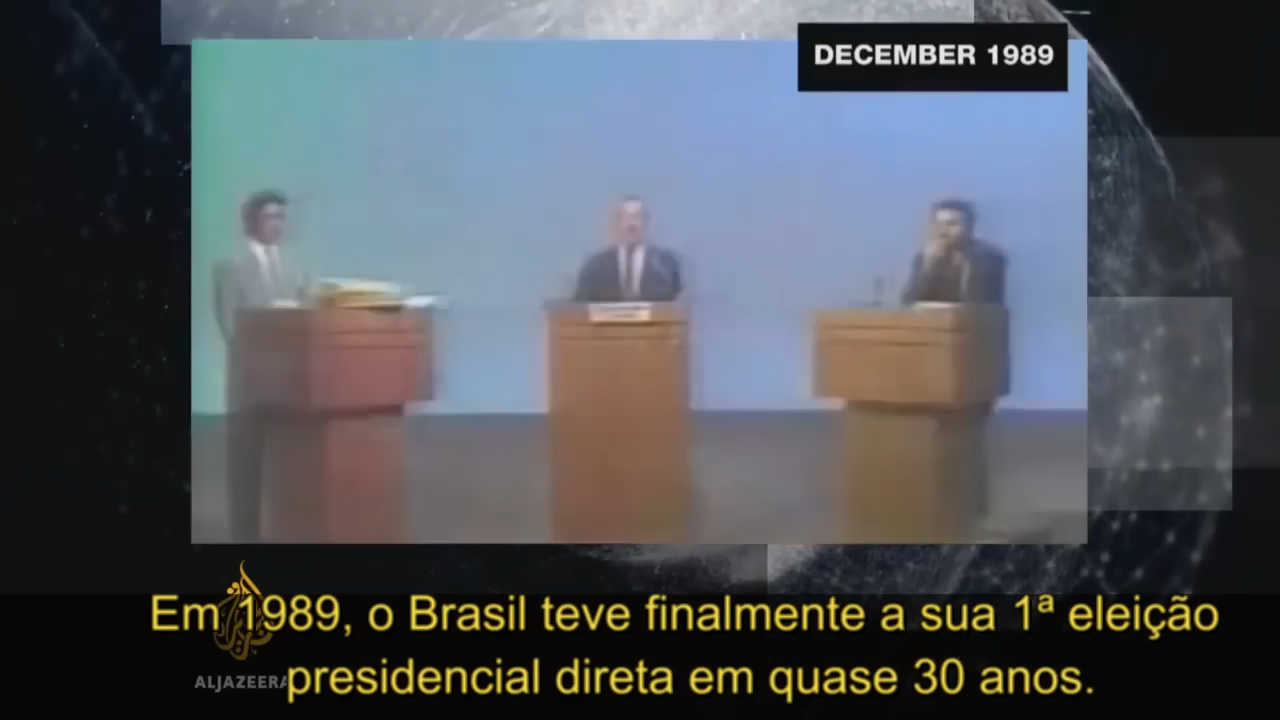 DECEMBER 1989
Em 1989, o Brasil teve finalmente a sua 1ª eleição
presidencial direta em quase 30 anos.
ALJAZEERA